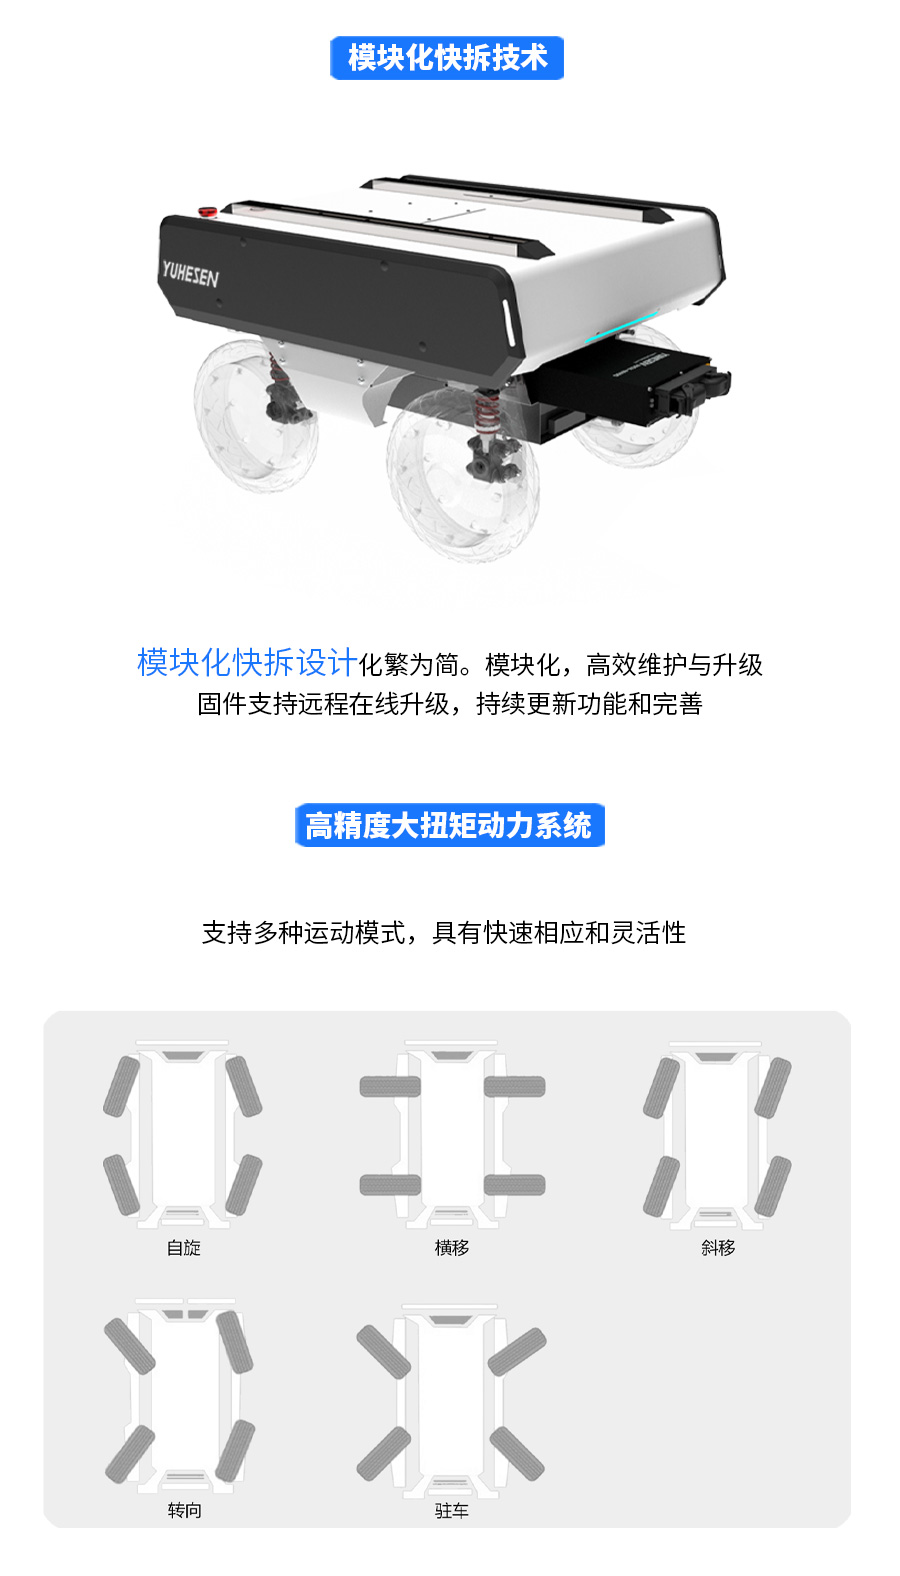 模块化快拆技术
YUHESEN
模块化快拆设计化繁为简。模块化，高效维护与升级
固件支持远程在线升级，持续更新功能和完善
高精度大扭矩动力系统
支持多种运动模式，具有快速相应和灵活性
自旋
横移
斜移
转向
驻车